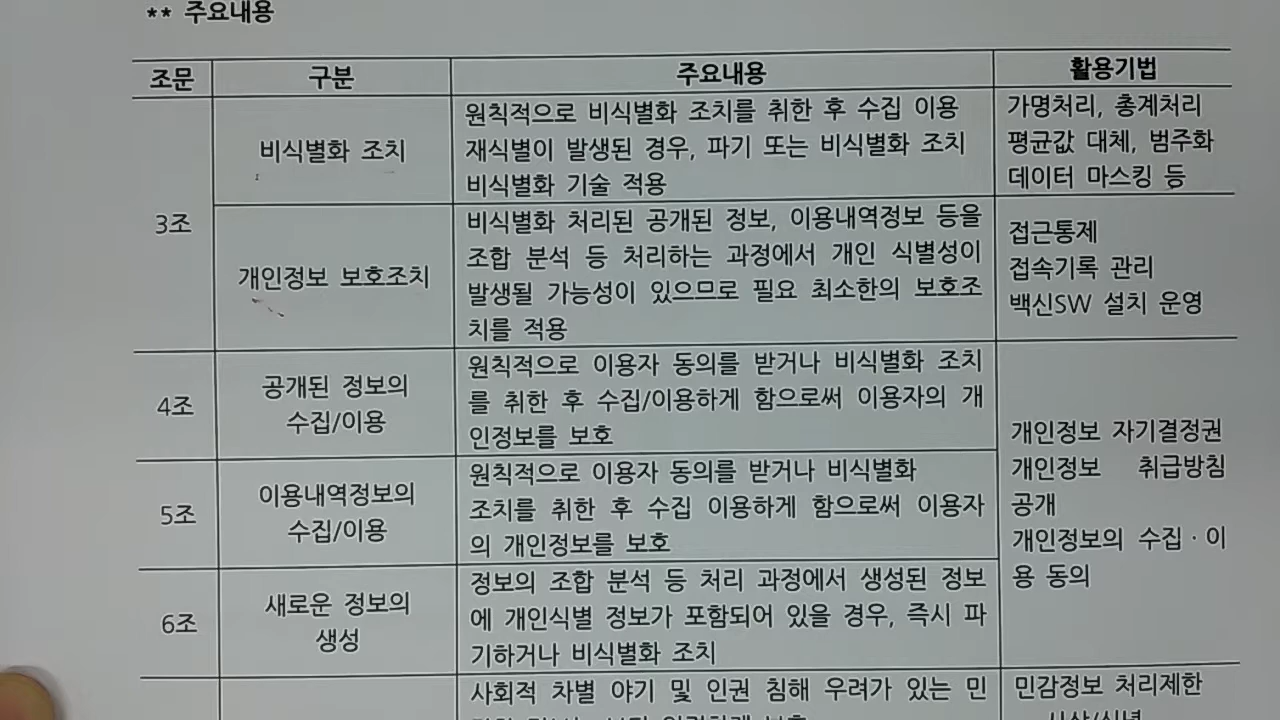 ** 주요내용
조문 구분 주요내용 활용기법
3조
비식별화 조치
원칙적으로 비식별화 조치를 취한 후 수집 이용
재식별이 발생된 경우, 파기 또는 비식별화 조치
비식별화 기술 적용
가명처리, 총계처리
평균값 대체, 범주화
데이터 마스킹 등
개인정보 보호조치
비식별화 처리된 공개된 정보, 이용내역정보 등을
조합 분석 등 처리하는 과정에서 개인 식별성이
발생될 가능성이 있으므로 필요 최소한의 보호조
치를 적용
접근통제
접속기록 관리
백신SW 설치 운영
4조
공개된 정보의
수집/이용
원칙적으로 이용자 동의를 받거나 비식별화 조치
를 취한 후 수집/이용하게 함으로써 이용자의 개
인정보를 보호
개인정보 자기결정권
개인정보 취급방침
공개
개인정보의 수집·이
용 동의
5조
이용내역정보의
수집/이용
원칙적으로 이용자 동의를 받거나 비식별화
조치를 취한 후 수집 이용하게 함으로써 이용자
의 개인정보를 보호
6조
새로운 정보의
생성
정보의 조합 분석 등 처리 과정에서 생성된 정보
에 개인식별 정보가 포함되어 있을 경우, 즉시 파
기하거나 비식별화 조치
사회적 차별 야기 및 인권 침해 우려가 있는 민
민감정보 처리제한